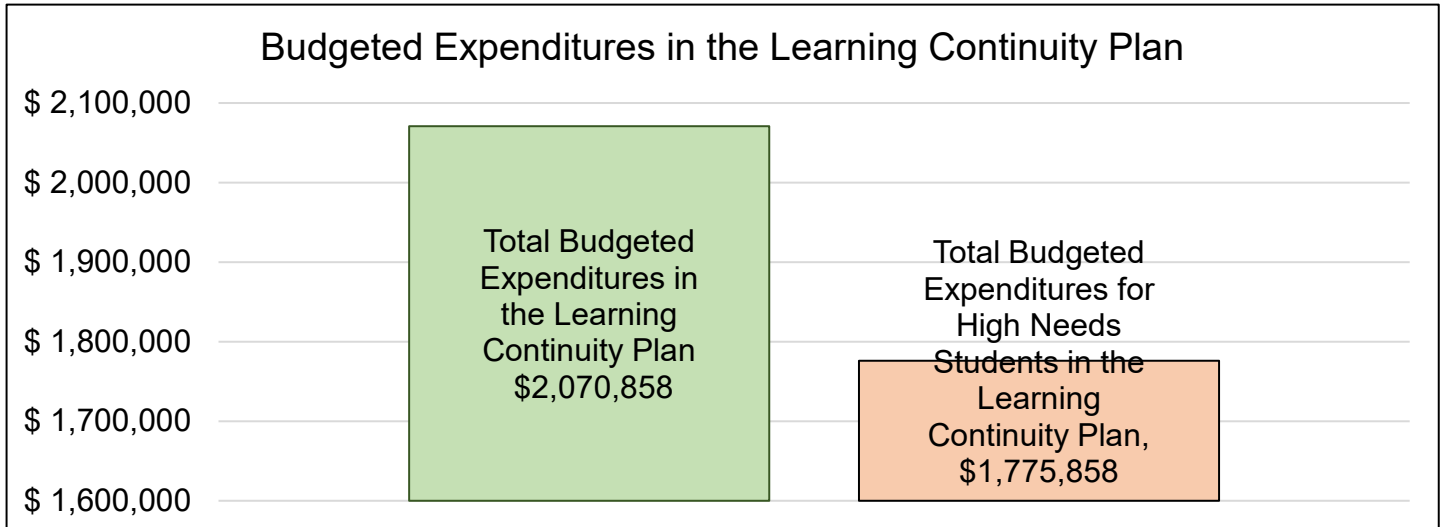 Budgeted Expenditures in the Learning Continuity Plan
$ 2,100,000
$ 2,000,000
$ 1,900,000
$ 1,800,000
$ 1,700,000
$ 1,600,000
Total Budgeted
Expenditures in
the Learning
Continuity Plan
$2,070,858
Total Budgeted
Expenditures for
High Needs
Students in the
Learning
Continuity Plan,
$1,775,858